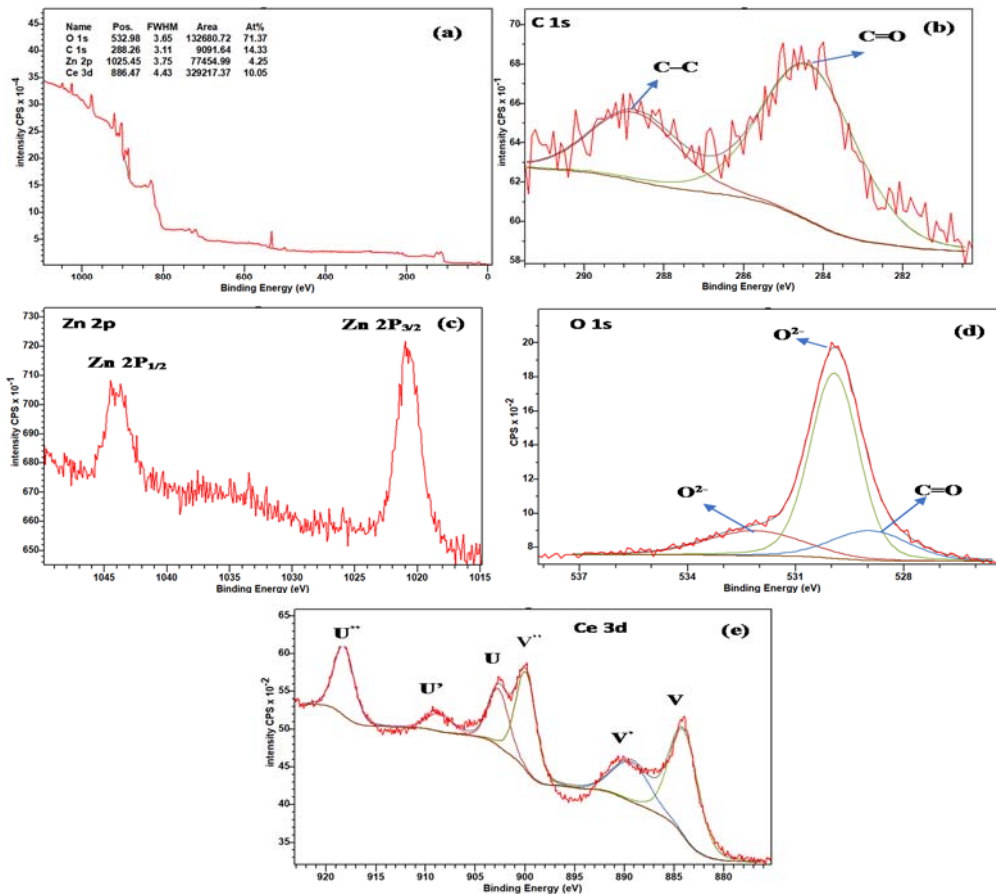 Name Pos. FWHM Area At%
O 1s 532.98 3.65 132680.72 71.37
C 1s 288.26 3.11 9091.64 14.33
Zn 2p 1025.45 3.75 77454.99 4.25
Ce 3d 886.47 4.43 329217.37 10.05
(a)
intensity CPS x 10⁻⁴
45
40
35
30
25
20
15
10
5
1000 800 600 400 200 0
Binding Energy (eV)
C 1s
(b)
C=O
C–C
intensity CPS x 10⁻¹
68
66
64
62
60
58
290 288 286 284 282
Binding Energy (eV)
Zn 2p
Zn 2P₃/₂
(c)
Zn 2P₁/₂
intensity CPS x 10⁻¹
730
720
710
700
690
680
670
660
650
1045 1040 1035 1030 1025 1020 1015
Binding Energy (eV)
O 1s
O²⁻
(d)
O²⁻
C=O
CPS x 10⁻²
20
18
16
14
12
10
8
537 534 531 528
Binding Energy (eV)
Ce 3d
(e)
U'' U' U V'' V' V
intensity CPS x 10⁻²
65
60
55
50
45
40
35
920 915 910 905 900 895 890 885 880
Binding Energy (eV)